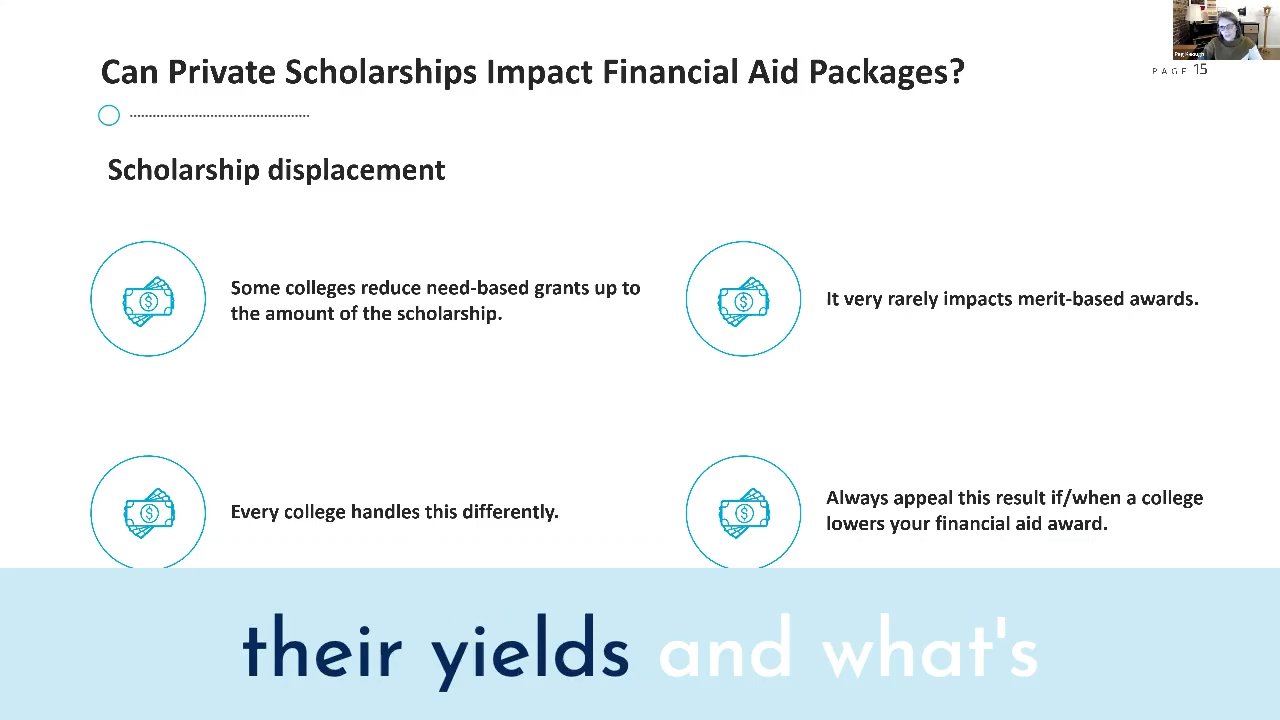 Can Private Scholarships Impact Financial Aid Packages?
PAGE 15
Scholarship displacement
Some colleges reduce need-based grants up to
the amount of the scholarship.
It very rarely impacts merit-based awards.
Every college handles this differently.
Always appeal this result if/when a college
lowers your financial aid award.
their yields and what's